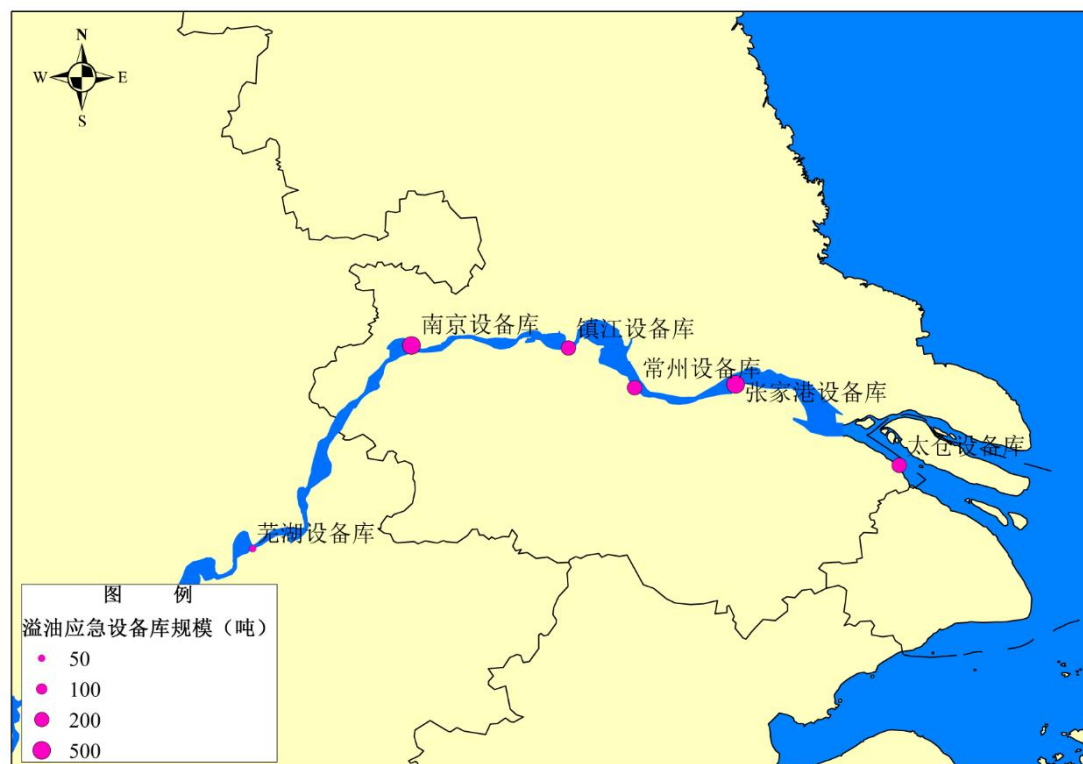 N
W E
S
南京设备库
镇江设备库
常州设备库
张家港设备库
太仓设备库
芜湖设备库
图 例
溢油应急设备库规模（吨）
50
100
200
500